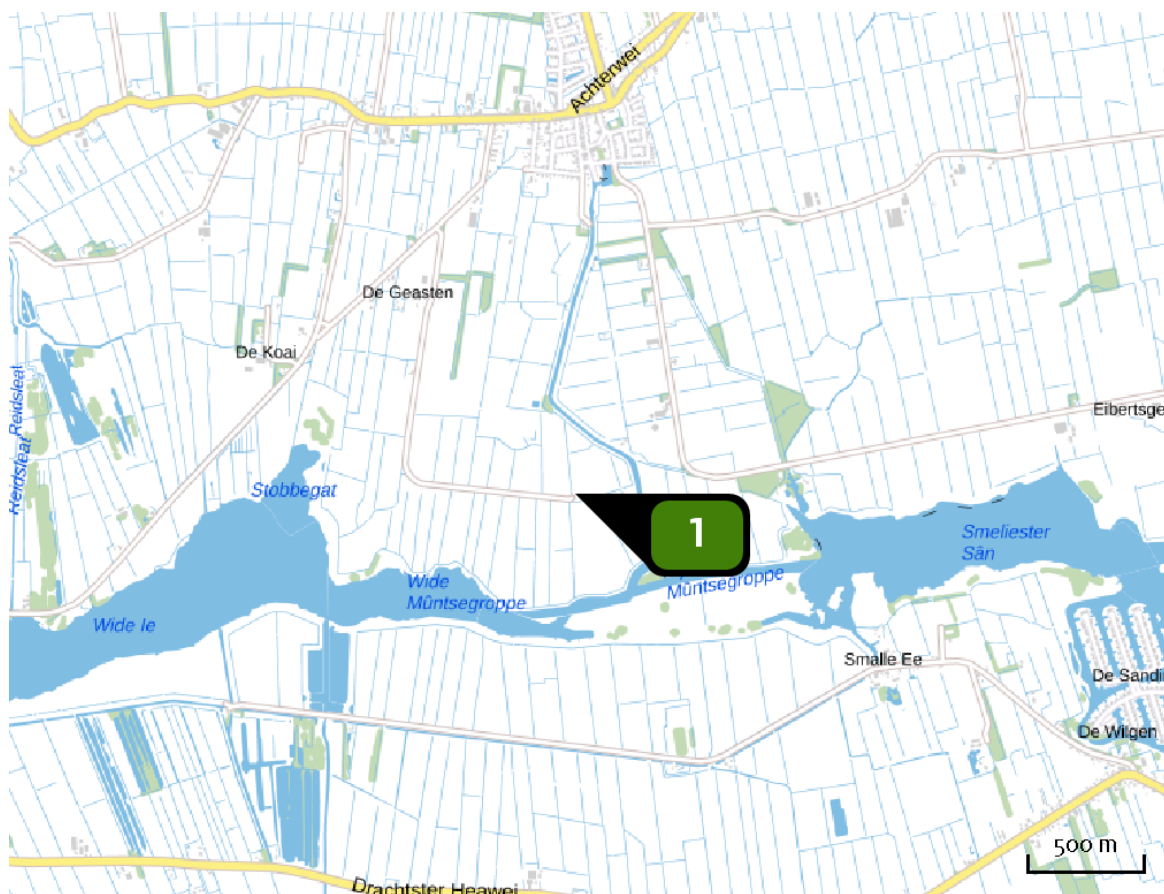 Achterwei
De Geasten
De Koai
Reidsleat
Reidsleat
Eibertsge
Stobbegat
1
Smeliester
Sân
Wide
Mûntsegroppe
Mûntsegroppe
Wide Ie
Smalle Ee
De Sandi
De Wilgen
500 m
Drachtster Heawei